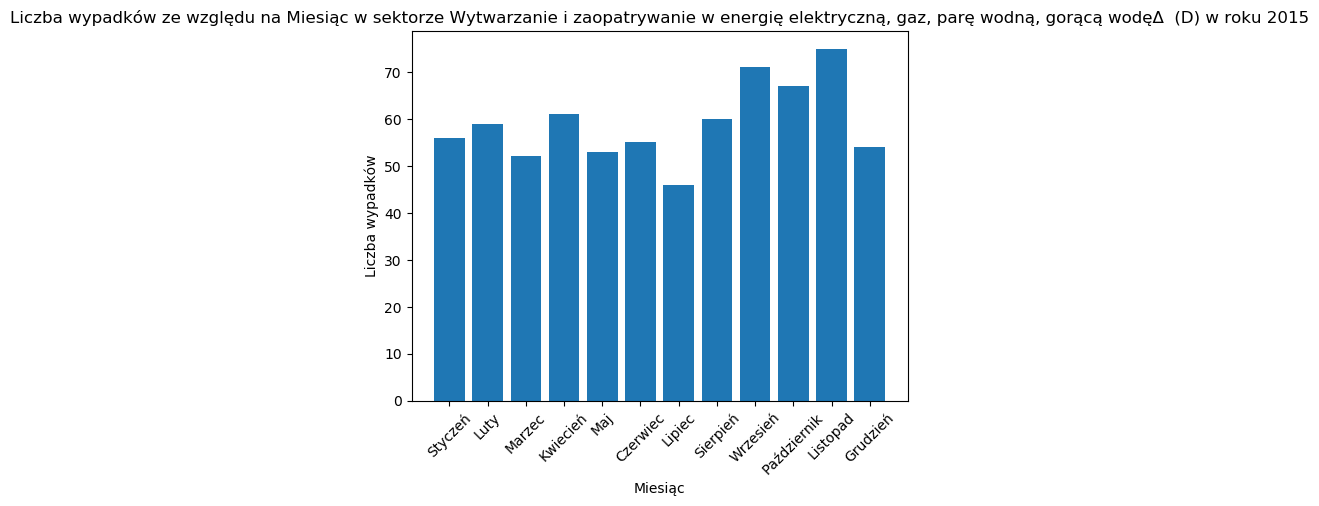 Liczba wypadków ze względu na Miesiąc w sektorze Wytwarzanie i zaopatrywanie w energię elektryczną, gaz, parę wodną, gorącą wodęΔ  (D) w roku 2015
Liczba wypadków
70
60
50
40
30
20
10
0
Styczeń
Luty
Marzec
Kwiecień
Maj
Czerwiec
Lipiec
Sierpień
Wrzesień
Październik
Listopad
Grudzień
Miesiąc